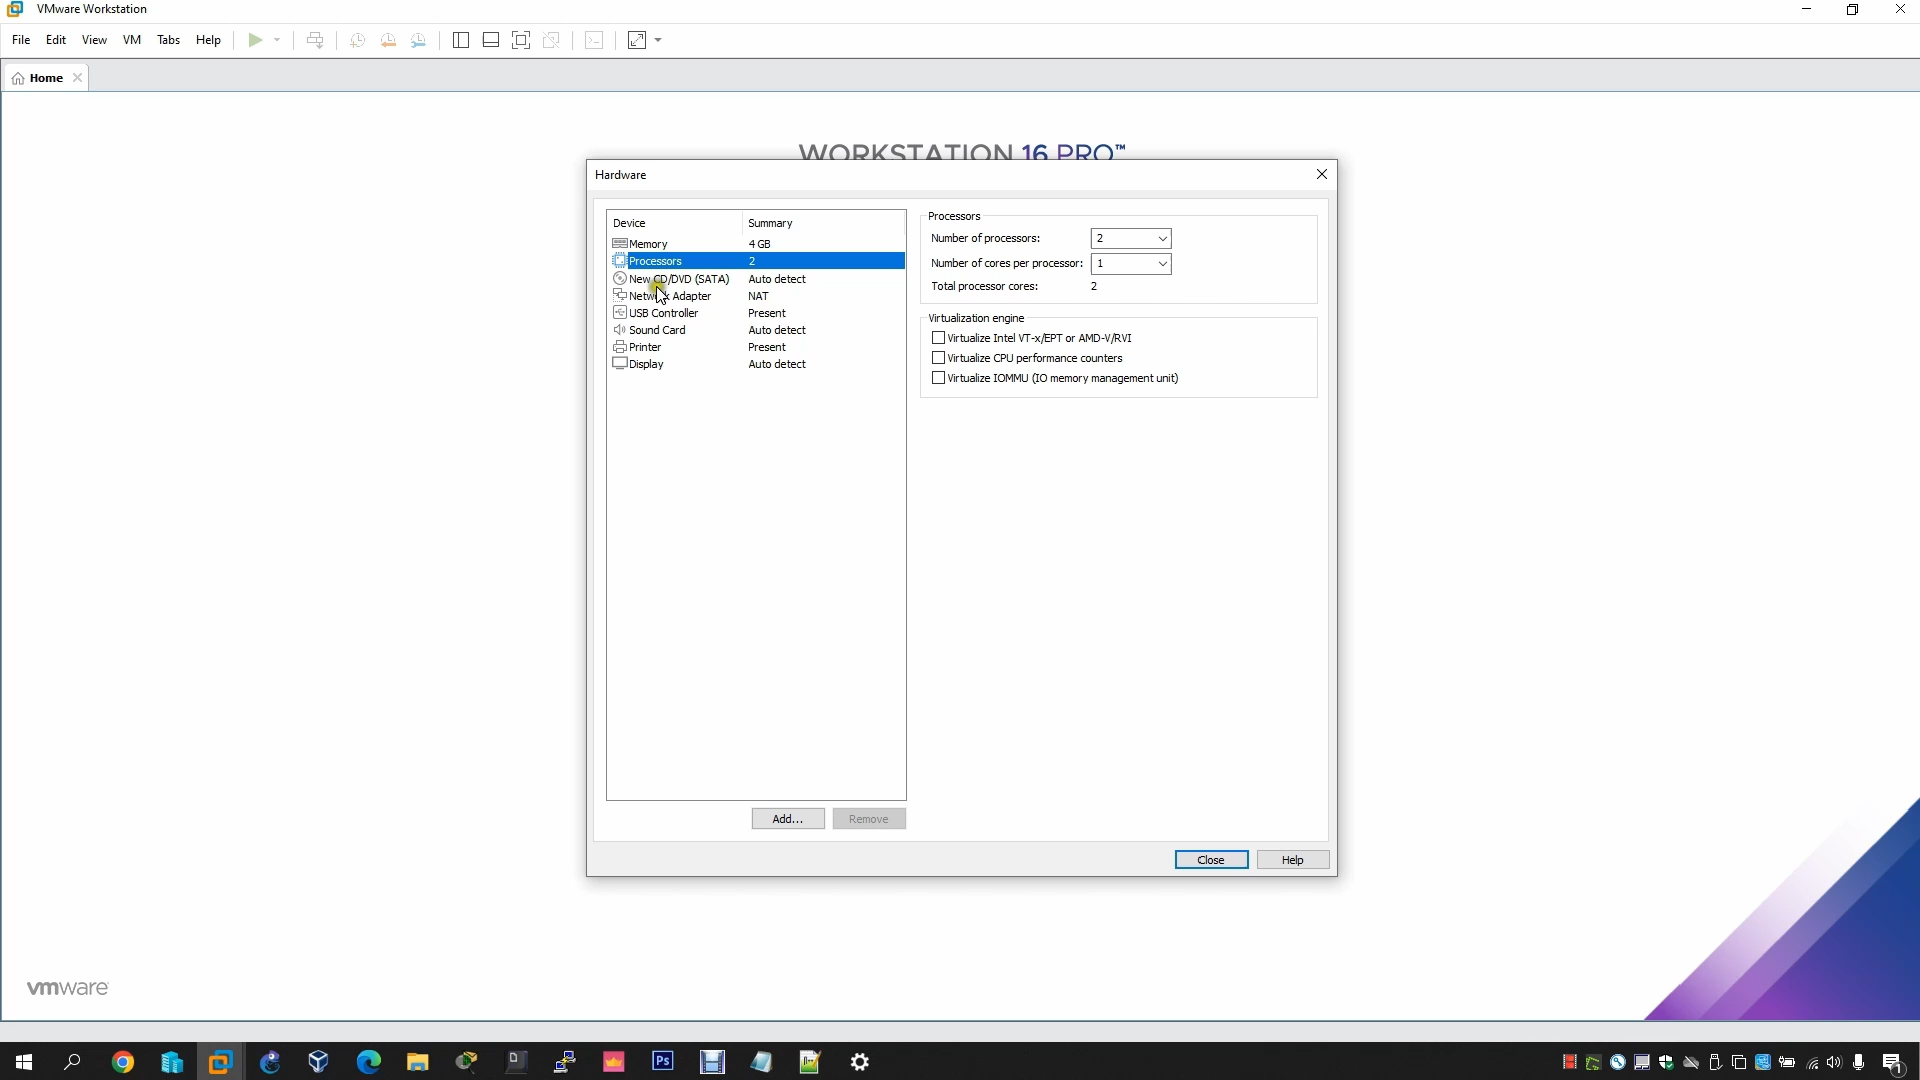 VMware Workstation
File Edit View VM Tabs Help
Home
WORKSTATION 16 PRO™
Hardware
Device Summary
Memory 4 GB
Processors 2
New CD/DVD (SATA) Auto detect
Network Adapter NAT
USB Controller Present
Sound Card Auto detect
Printer Present
Display Auto detect
Add... Remove
Processors
Number of processors: 2
Number of cores per processor: 1
Total processor cores: 2
Virtualization engine
Virtualize Intel VT-x/EPT or AMD-V/RVI
Virtualize CPU performance counters
Virtualize IOMMU (IO memory management unit)
Close Help
vmware
Ps
1